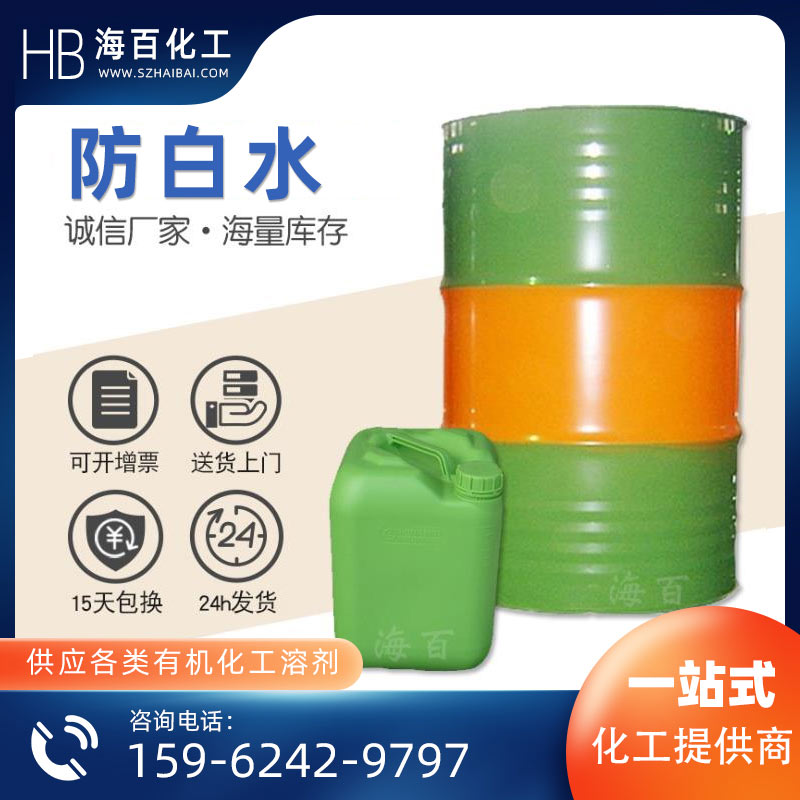 HB 海百化工
WWW.SZHAIBAI.COM
防白水
诚信厂家·海量库存
可开增票
送货上门
15天包换
24
24h发货
海百
海百
供应各类有机化工溶剂
咨询电话:
159-6242-9797
一站式
化工提供商